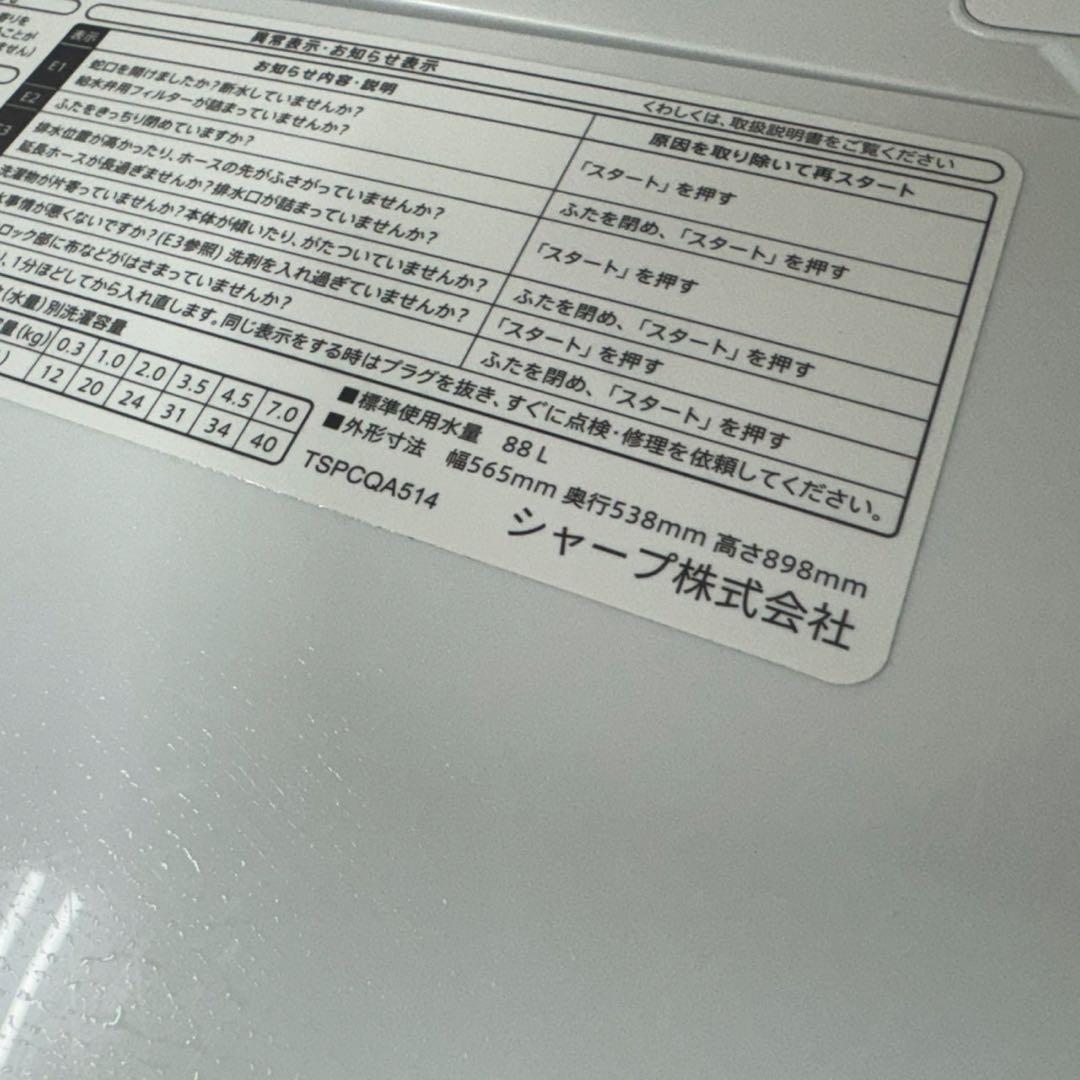 寄りを
ことが
ません)
異常表示・お知らせ表示
くわしくは、取扱説明書をご覧ください
表示
お知らせ内容・説明
原因を取り除いて再スタート
E1
蛇口を開けましたか?断水していませんか?
給水弁用フィルターが詰まっていませんか?
「スタート」を押す
E2
ふたをきっちり閉めていますか?
ふたを閉め、「スタート」を押す
排水位置が高かったり、ホースの先がふさがっていませんか?
延長ホースが長過ぎませんか?排水口が詰まっていませんか?
「スタート」を押す
洗濯物が片寄っていませんか?本体が傾いたり、がたついていませんか?
ふたを閉め、「スタート」を押す
事情が悪くないですか?(E3参照)洗剤を入れ過ぎていませんか?
「スタート」を押す
ロック部に布などがはさまっていませんか?
ふたを閉め、「スタート」を押す
、1分ほどしてから入れ直します。同じ表示をする時はプラグを抜き、すぐに点検・修理を依頼してください。
(水量)別洗濯容量
量(kg) 0.3 1.0 2.0 3.5 4.5 7.0
12 20 24 31 34 40
■標準使用水量 88L
■外形寸法 幅565mm 奥行538mm 高さ898mm
TSPCQA514
シャープ株式会社